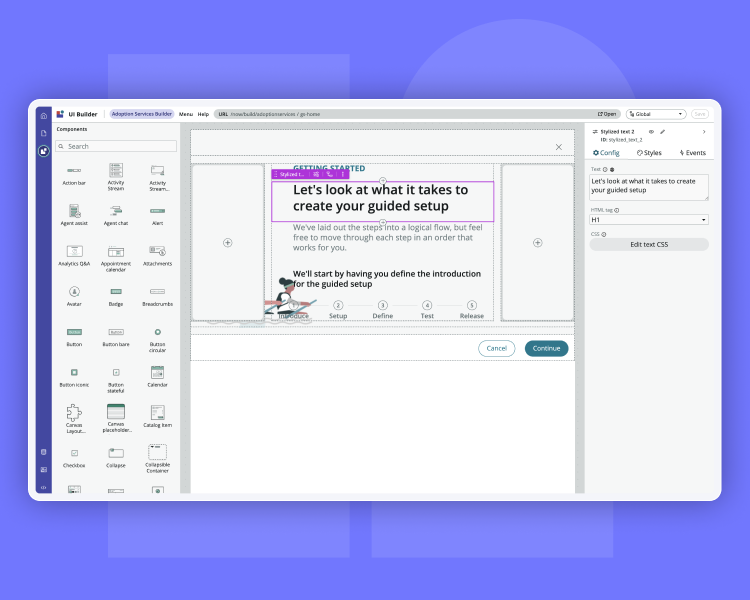 UI Builder
Adoption Services Builder
Menu
Help
URL /now/build/adoptionservices / gs-home
Open
Global
Save
Components
Search
Action bar
Activity Stream
Activity Stream...
Agent assist
Agent chat
Alert
Analytics Q&A
Appointment calendar
Attachments
Avatar
Badge
Breadcrumbs
Button
Button bare
Button circular
Button iconic
Button stateful
Calendar
Canvas Layout...
Canvas placeholder...
Catalog item
Checkbox
Collapse
Collapsible Container
GETTING STARTED
Stylized t...
Let's look at what it takes to
create your guided setup
We've laid out the steps into a logical flow, but feel
free to move through each step in an order that
works for you.
We'll start by having you define the introduction
for the guided setup
2
3
4
5
Introduce
Setup
Define
Test
Release
Cancel
Continue
Stylized text 2
ID: stylized_text_2
Config
Styles
Events
Text
Let's look at what it takes to create
your guided setup
HTML tag
H1
CSS
Edit text CSS